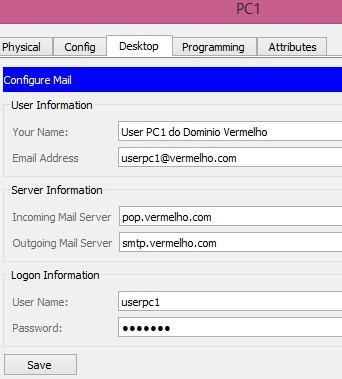 PC1
Physical Config Desktop Programming Attributes
Configure Mail
User Information
Your Name: User PC1 do Dominio Vermelho
Email Address userpc1@vermelho.com
Server Information
Incoming Mail Server pop.vermelho.com
Outgoing Mail Server smtp.vermelho.com
Logon Information
User Name: userpc1
Password: •••••••
Save